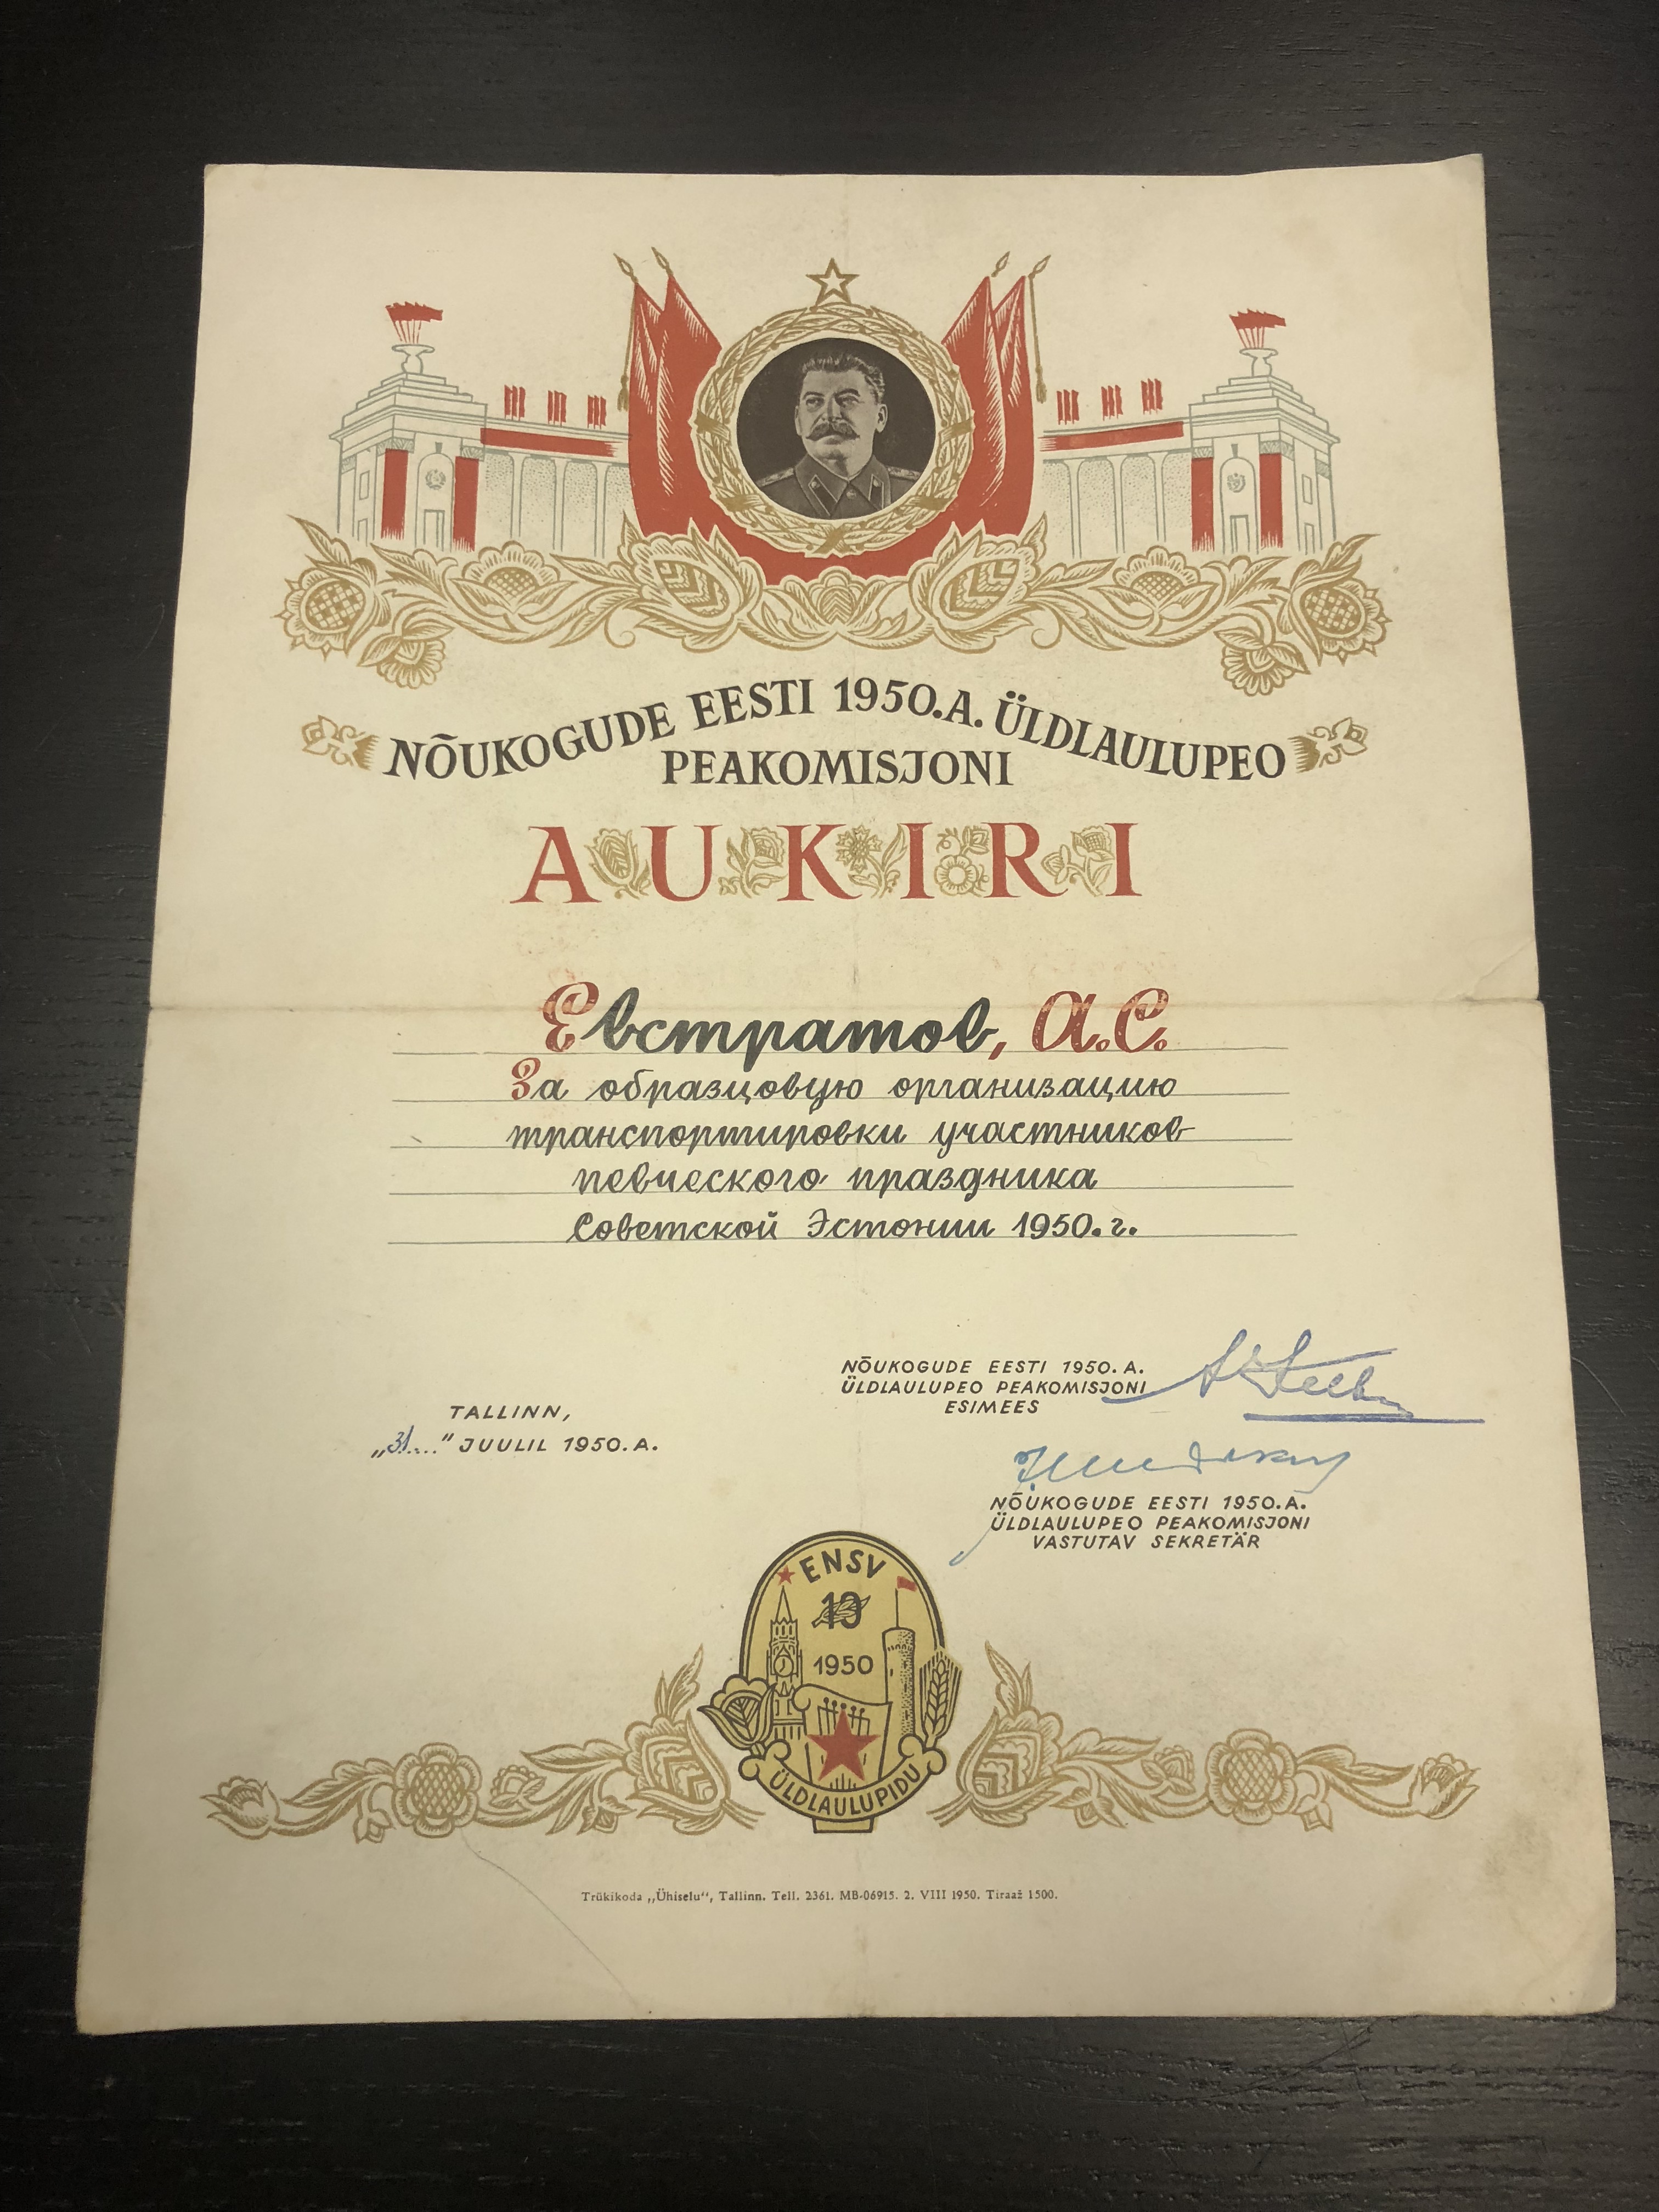 NÕUKOGUDE EESTI 1950.A. ÜLDLAULUPEO
PEAKOMISJONI
AUKIRI
Евстратов, А.С.
За образцовую организацию
транспортировки участников
певческого праздника
Советской Эстонии 1950.г.
NÕUKOGUDE EESTI 1950.A.
ÜLDLAULUPEO PEAKOMISJONI
ESIMEES
TALLINN,
„31....” JUULIL 1950.A.
NÕUKOGUDE EESTI 1950.A.
ÜLDLAULUPEO PEAKOMISJONI
VASTUTAV SEKRETÄR
ENSV
10
1950
ÜLDLAULUPIDU
Trükikoda „Ühiselu“, Tallinn. Tell. 2361. MB-06915. 2. VIII 1950. Tiraaž 1500.